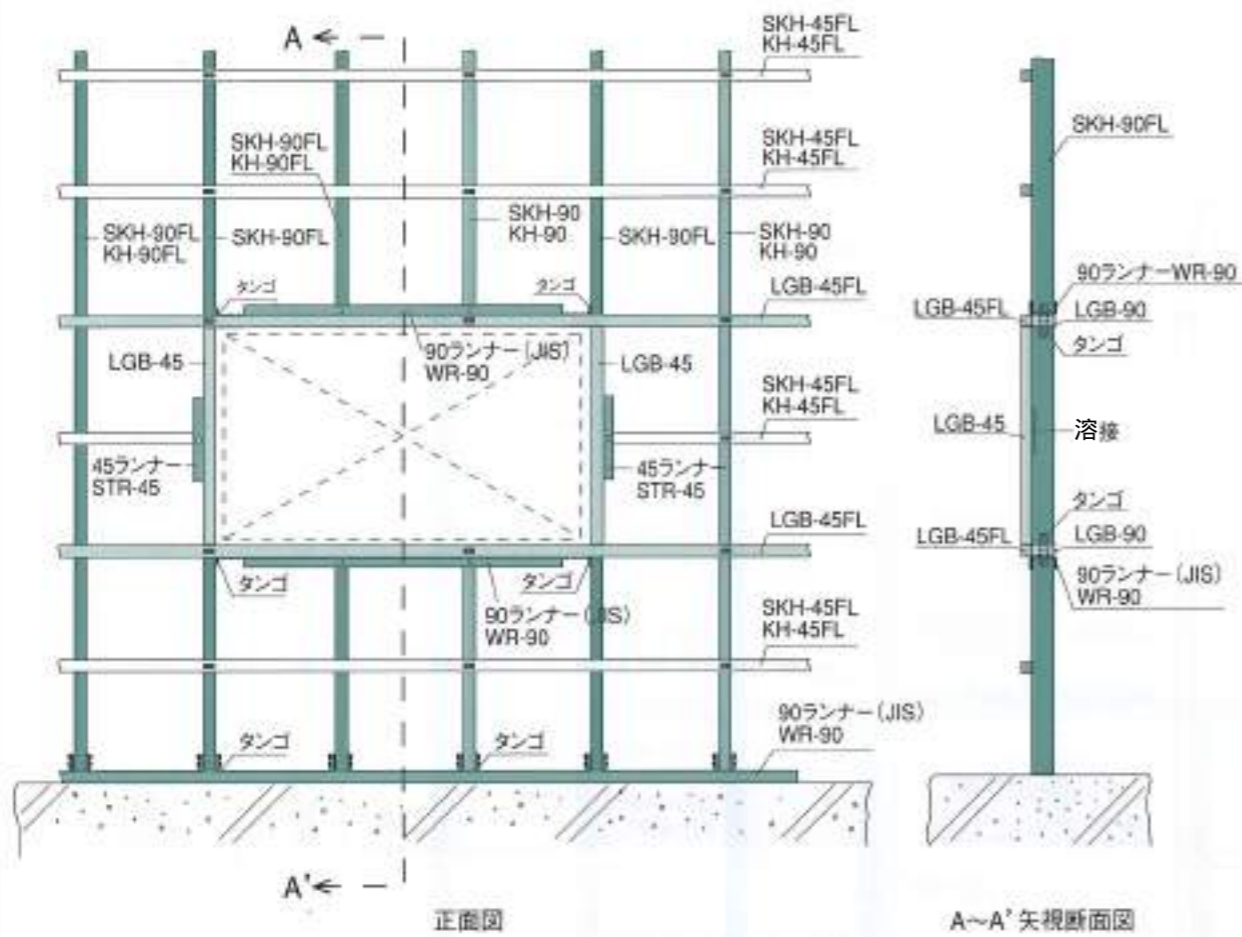 A
SKH-45FL
KH-45FL
SKH-90FL
KH-90FL
SKH-45FL
KH-45FL
SKH-90FL
KH-90FL
SKH-90FL
SKH-90
KH-90
SKH-90FL
SKH-90
KH-90
タンゴ
タンゴ
LGB-45FL
LGB-45
90ランナー(JIS)
WR-90
LGB-45
SKH-45FL
KH-45FL
45ランナー
STR-45
45ランナー
STR-45
LGB-45FL
タンゴ
タンゴ
90ランナー(JIS)
WR-90
SKH-45FL
KH-45FL
タンゴ
タンゴ
90ランナー(JIS)
WR-90
A'
正面図
SKH-90FL
90ランナーWR-90
LGB-45FL
LGB-90
タンゴ
LGB-45
溶接
タンゴ
LGB-45FL
LGB-90
90ランナー(JIS)
WR-90
A～A' 矢視断面図